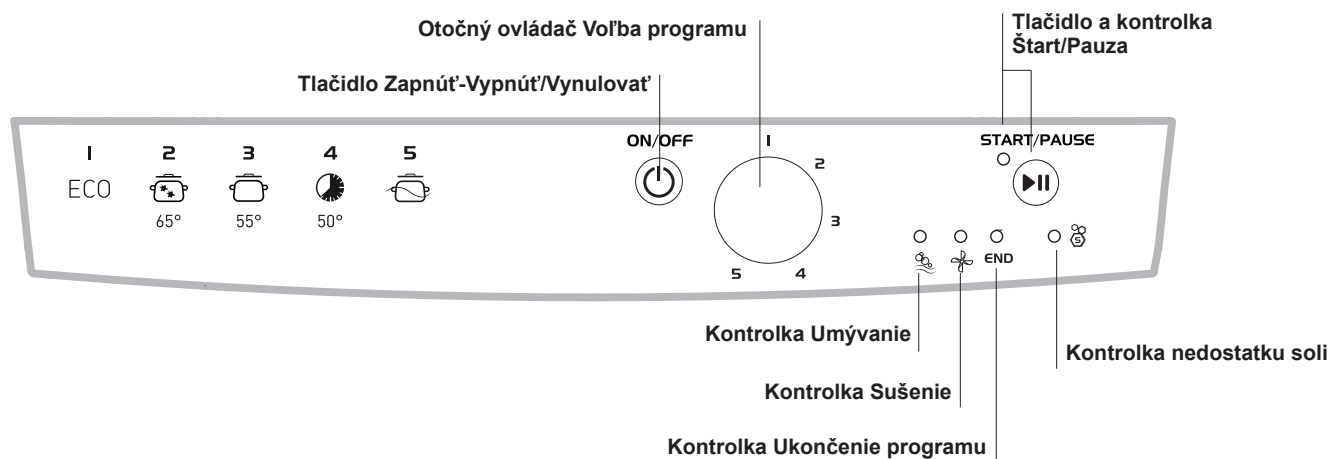 Otočný ovládač Voľba programu
Tlačidlo a kontrolka
Štart/Pauza
Tlačidlo Zapnúť-Vypnúť/Vynulovať
1 2 3 4 5
ECO
65° 55° 50°
ON/OFF
1
2
3
4
5
START/PAUSE
END
S
Kontrolka Umývanie
Kontrolka nedostatku soli
Kontrolka Sušenie
Kontrolka Ukončenie programu